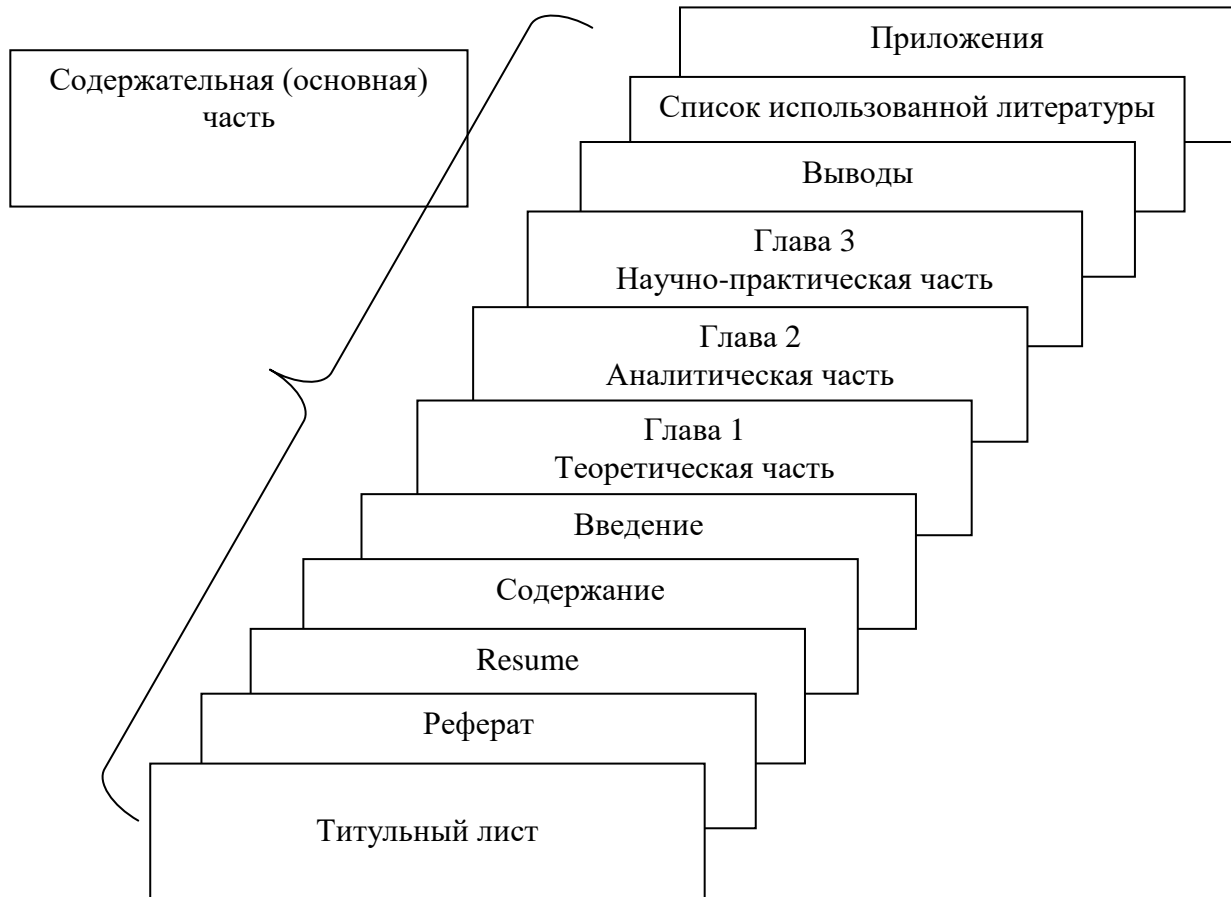 Приложения
Содержательная (основная)
часть
Список использованной литературы
Выводы
Глава 3
Научно-практическая часть
Глава 2
Аналитическая часть
Глава 1
Теоретическая часть
Введение
Содержание
Resume
Реферат
Титульный лист